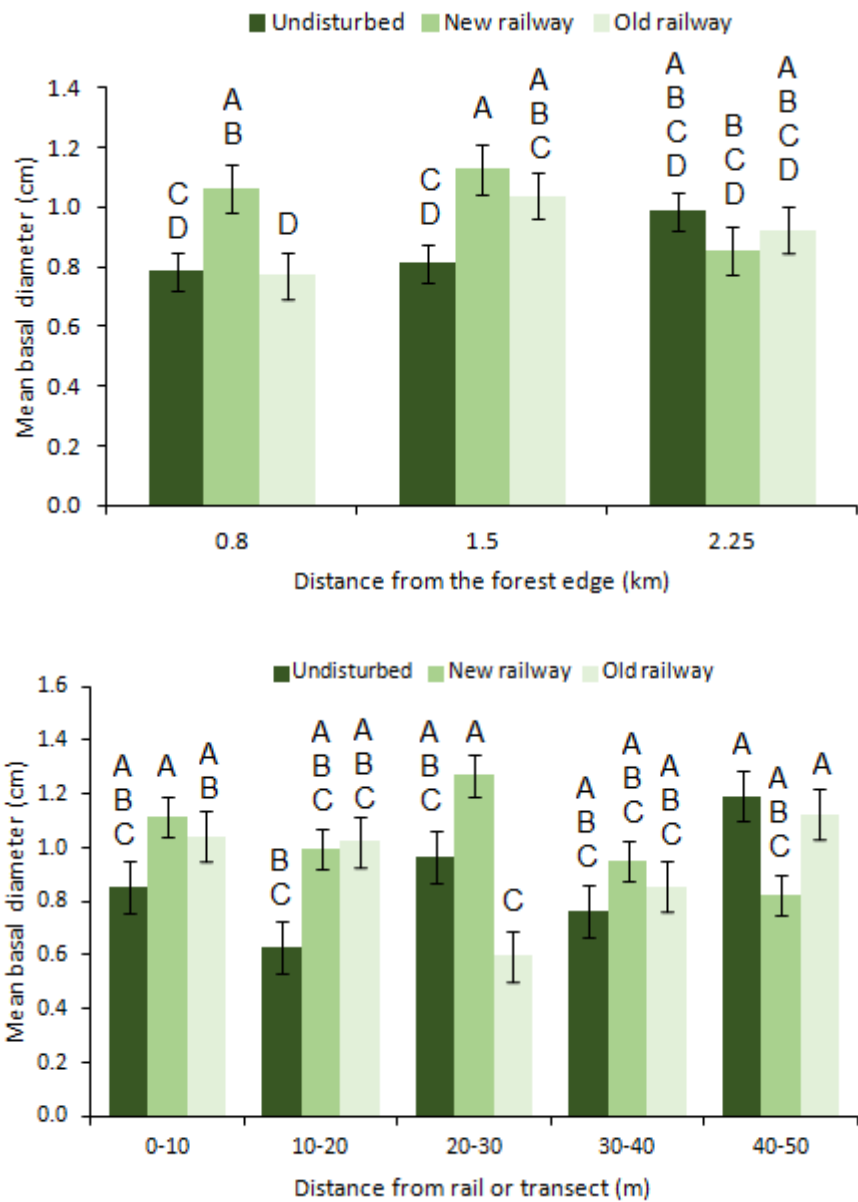 Undisturbed New railway Old railway
Mean basal diameter (cm)
1.4
1.2
1.0
0.8
0.6
0.4
0.2
0.0
C
D
A
B
D
C
D
A
A
B
C
A
B
C
D
B
C
D
A
B
C
D
0.8 1.5 2.25
Distance from the forest edge (km)
Undisturbed New railway Old railway
Mean basal diameter (cm)
1.6
1.4
1.2
1.0
0.8
0.6
0.4
0.2
0.0
A
B
C
A
A
B
B
C
A
B
C
A
B
C
A
B
C
A
C
A
B
C
A
B
C
A
B
C
A
A
B
C
A
0-10 10-20 20-30 30-40 40-50
Distance from rail or transect (m)